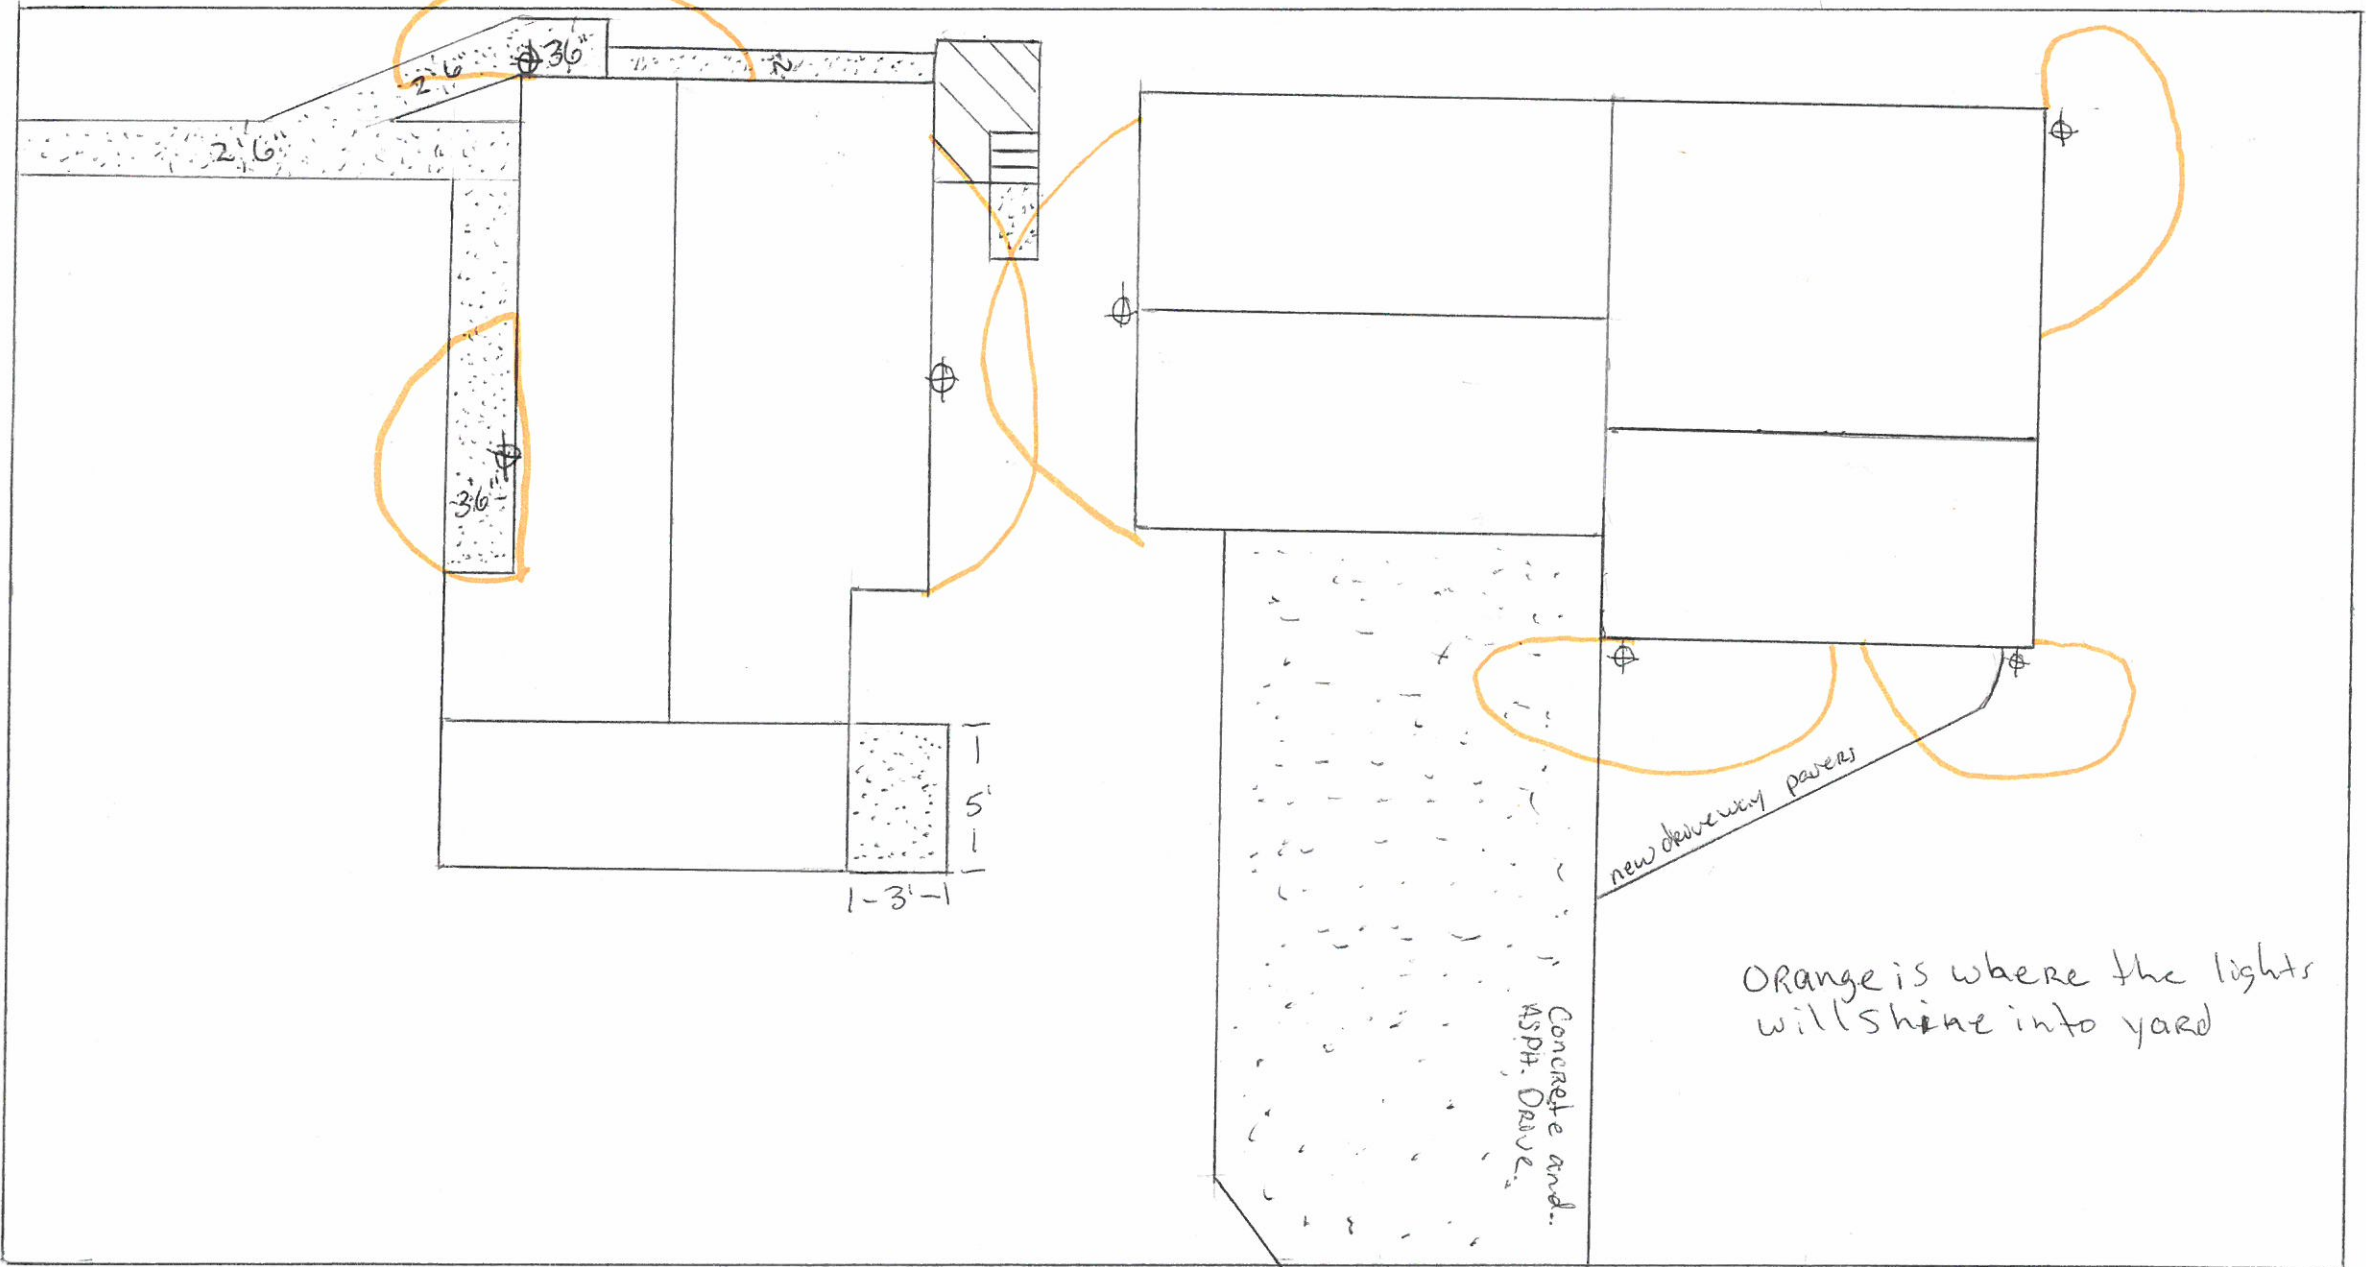 2'6"
36"
2'
2'6"
36"
5'
3'
new driveway pavers
Concrete and
Asph. Drive.
ORange is wheRe the lights
will shine into yaRd